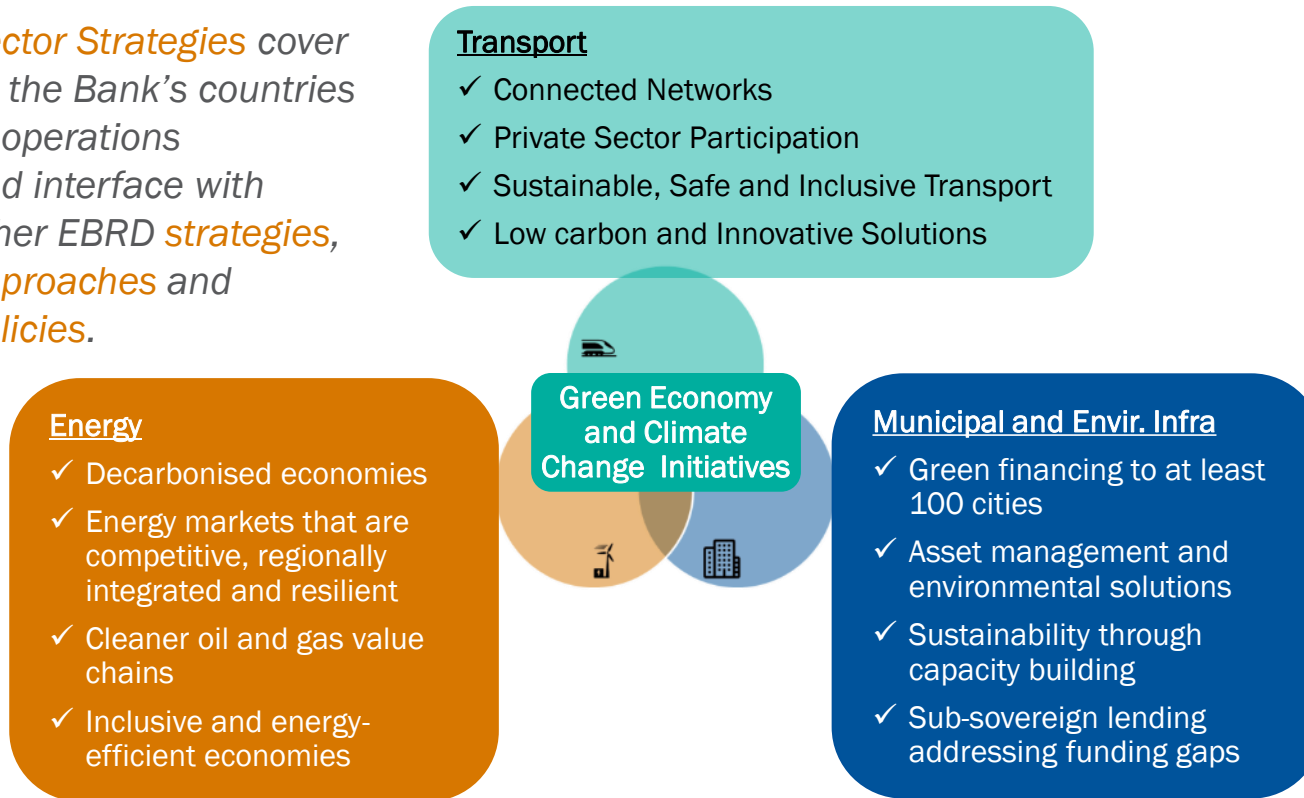 ctor Strategies cover
the Bank's countries
operations
d interface with
her EBRD strategies,
proaches and
licies.
Transport
✓ Connected Networks
✓ Private Sector Participation
✓ Sustainable, Safe and Inclusive Transport
✓ Low carbon and Innovative Solutions
Green Economy
and Climate
Change Initiatives
Energy
✓ Decarbonised economies
✓ Energy markets that are
competitive, regionally
integrated and resilient
✓ Cleaner oil and gas value
chains
✓ Inclusive and energy-
efficient economies
Municipal and Envir. Infra
✓ Green financing to at least
100 cities
✓ Asset management and
environmental solutions
✓ Sustainability through
capacity building
✓ Sub-sovereign lending
addressing funding gaps